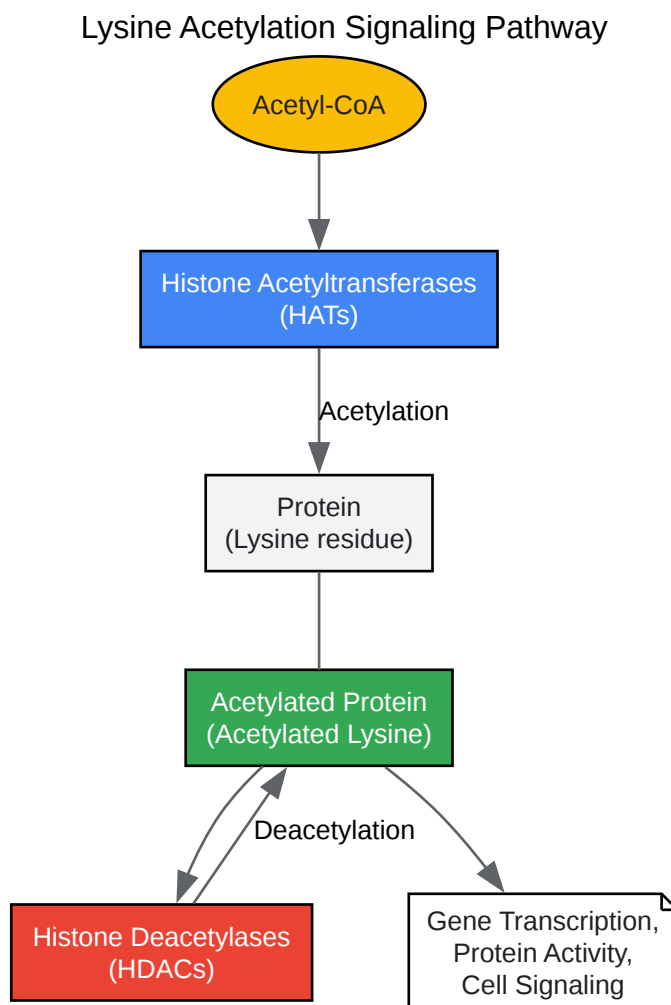 Lysine Acetylation Signaling Pathway
Acetyl-CoA
Histone Acetyltransferases
(HATs)
Acetylation
Protein
(Lysine residue)
Acetylated Protein
(Acetylated Lysine)
Deacetylation
Histone Deacetylases
(HDACs)
Gene Transcription,
Protein Activity,
Cell Signaling